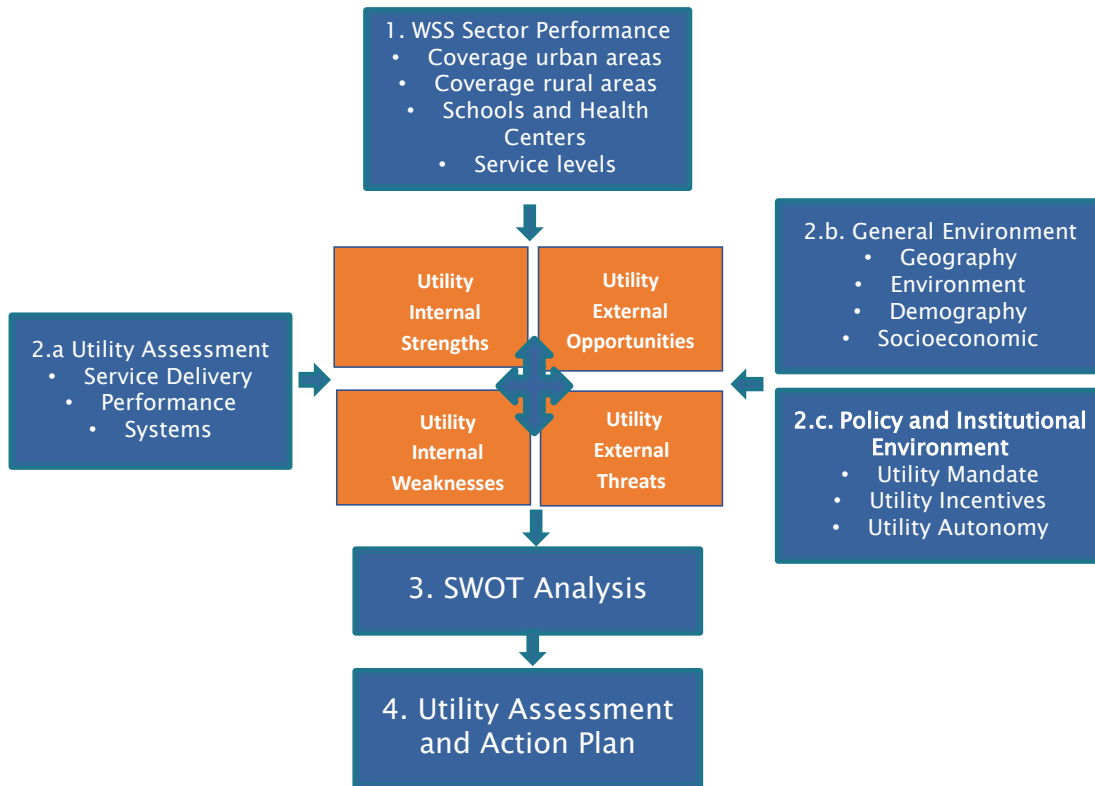 1. WSS Sector Performance
• Coverage urban areas
• Coverage rural areas
• Schools and Health
Centers
• Service levels
2.a Utility Assessment
• Service Delivery
• Performance
• Systems
Utility
Internal
Strengths
Utility
External
Opportunities
Utility
Internal
Weaknesses
Utility
External
Threats
2.b. General Environment
• Geography
• Environment
• Demography
• Socioeconomic
2.c. Policy and Institutional
Environment
• Utility Mandate
• Utility Incentives
• Utility Autonomy
3. SWOT Analysis
4. Utility Assessment
and Action Plan